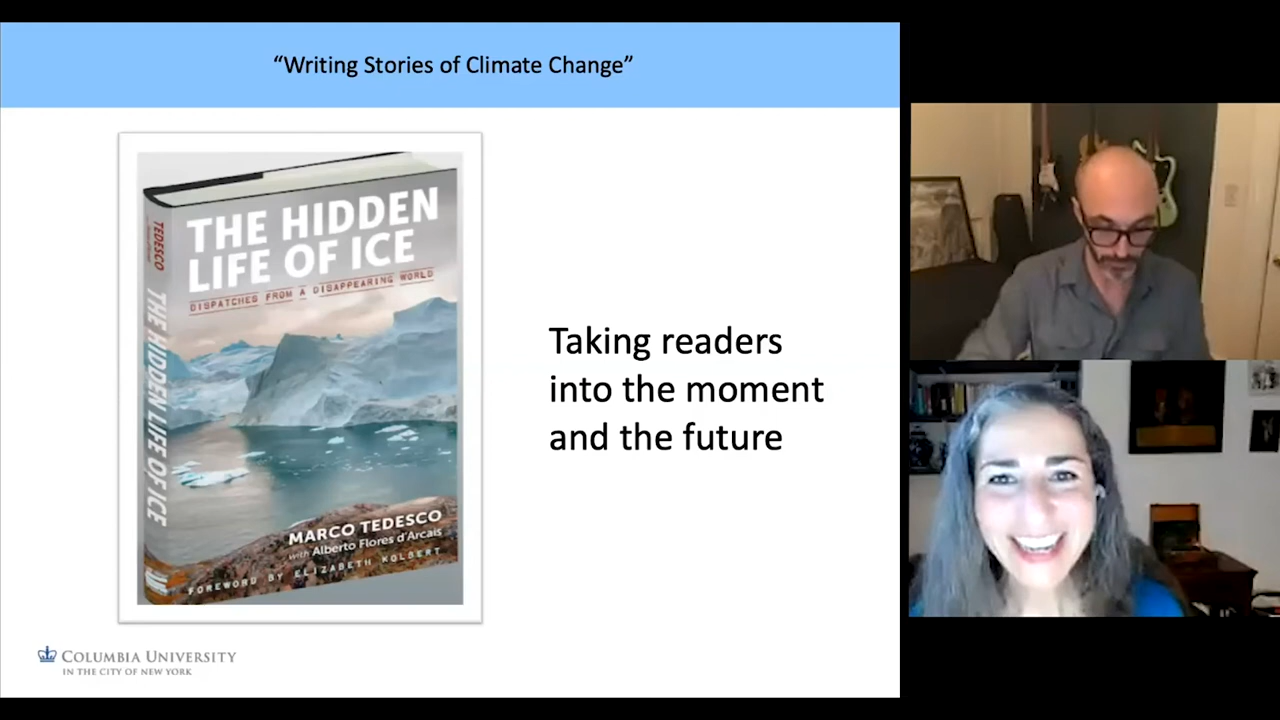 “Writing Stories of Climate Change”
TEDESCO
THE HIDDEN LIFE OF ICE
THE HIDDEN
LIFE OF ICE
DISPATCHES FROM A DISAPPEARING WORLD
MARCO TEDESCO
with Alberto Flores d'Arcais
FOREWORD BY ELIZABETH KOLBERT
Taking readers
into the moment
and the future
COLUMBIA UNIVERSITY
IN THE CITY OF NEW YORK